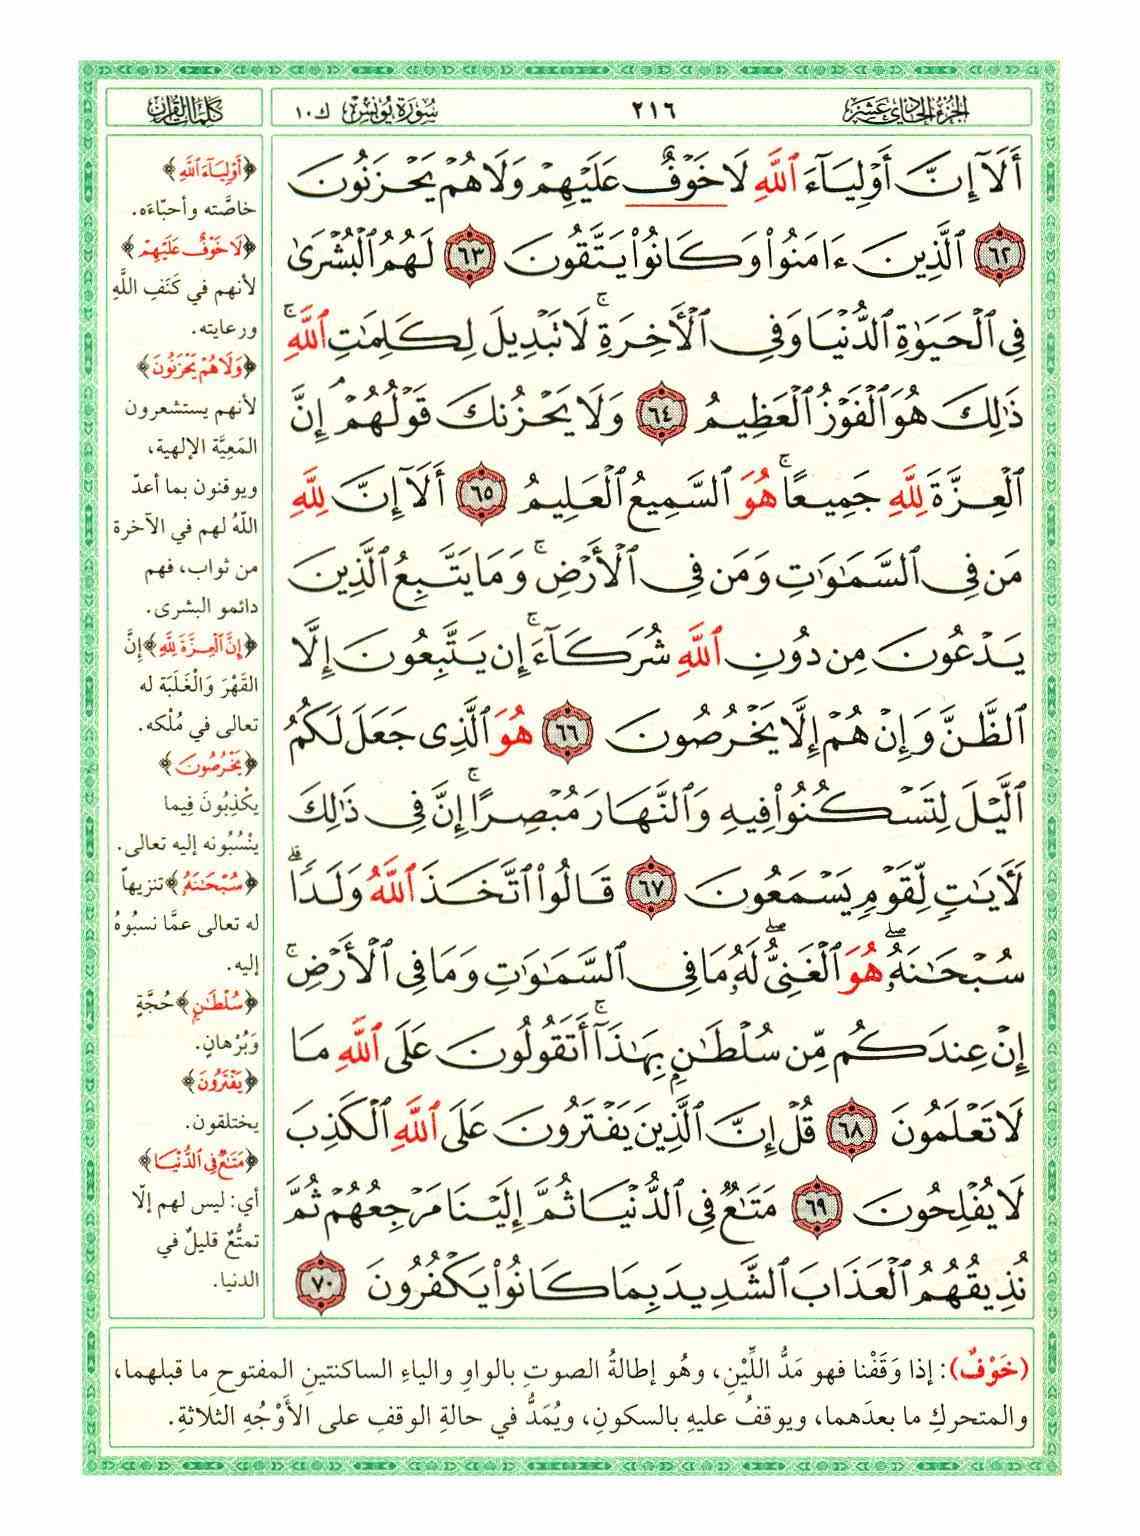 الجزء الحادي عشر
٢١٦
سورة يونس ك١٠
كلمات القرآن
أَلَآ إِنَّ أَوْلِيَآءَ ٱللَّهِ لَا خَوْفٌ عَلَيْهِمْ وَلَا هُمْ يَحْزَنُونَ
٦٢ ٱلَّذِينَ ءَامَنُوا۟ وَكَانُوا۟ يَتَّقُونَ ٦٣ لَهُمُ ٱلْبُشْرَىٰ
فِى ٱلْحَيَوٰةِ ٱلدُّنْيَا وَفِى ٱلْأَخِرَةِ ۚ لَا تَبْدِيلَ لِكَلِمَٰتِ ٱللَّهِ ۚ
ذَٰلِكَ هُوَ ٱلْفَوْزُ ٱلْعَظِيمُ ٦٤ وَلَا يَحْزُنكَ قَوْلُهُمْ ۘ إِنَّ
ٱلْعِزَّةَ لِلَّهِ جَمِيعًا ۚ هُوَ ٱلسَّمِيعُ ٱلْعَلِيمُ ٦٥ أَلَآ إِنَّ لِلَّهِ
مَن فِى ٱلسَّمَٰوَٰتِ وَمَن فِى ٱلْأَرْضِ ۚ وَمَا يَتَّبِعُ ٱلَّذِينَ
يَدْعُونَ مِن دُونِ ٱللَّهِ شُرَكَآءَ ۚ إِن يَتَّبِعُونَ إِلَّا
ٱلظَّنَّ وَإِنْ هُمْ إِلَّا يَخْرُصُونَ ٦٦ هُوَ ٱلَّذِى جَعَلَ لَكُمُ
ٱلَّيْلَ لِتَسْكُنُوا۟ فِيهِ وَٱلنَّهَارَ مُبْصِرًا ۚ إِنَّ فِى ذَٰلِكَ
لَأَيَٰتٍ لِّقَوْمٍ يَسْمَعُونَ ٦٧ قَالُوا۟ ٱتَّخَذَ ٱللَّهُ وَلَدًا ۗ
سُبْحَٰنَهُۥ ۖ هُوَ ٱلْغَنِىُّ ۖ لَهُۥ مَا فِى ٱلسَّمَٰوَٰتِ وَمَا فِى ٱلْأَرْضِ ۚ
إِنْ عِندَكُم مِّن سُلْطَٰنٍۭ بِهَٰذَآ ۚ أَتَقُولُونَ عَلَى ٱللَّهِ مَا
لَا تَعْلَمُونَ ٦٨ قُلْ إِنَّ ٱلَّذِينَ يَفْتَرُونَ عَلَى ٱللَّهِ ٱلْكَذِبَ
لَا يُفْلِحُونَ ٦٩ مَتَٰعٌ فِى ٱلدُّنْيَا ثُمَّ إِلَيْنَا مَرْجِعُهُمْ ثُمَّ
نُذِيقُهُمُ ٱلْعَذَابَ ٱلشَّدِيدَ بِمَا كَانُوا۟ يَكْفُرُونَ ٧٠
﴿أَوْلِيَآءَ ٱللَّهِ﴾
خاصَّته وأحبّاءَه.
﴿لَا خَوْفٌ عَلَيْهِمْ﴾
لأنهم في كَنَفِ اللَّهِ
ورعايته.
﴿وَلَا هُمْ يَحْزَنُونَ﴾
لأنهم يستشعرون
المَعِيَّة الإلهية،
ويوقنون بما أعدّ
اللّهُ لهم في الآخرة
من ثواب، فهم
دائمو البشرى.
﴿إِنَّ ٱلْعِزَّةَ لِلَّهِ﴾ إنَّ
القَهْرَ وَالْغَلَبَة له
تعالى في مُلْكه.
﴿يَخْرُصُونَ﴾
يكْذِبُونَ فِيما
ينْسُبُونه إليه تعالى.
﴿سُبْحَٰنَهُۥ﴾ تنزيهاً
له تعالى عمَّا نسبُوهُ
إليه.
﴿سُلْطَٰنٍ﴾ حُجَّةٍ
وَبُرْهانٍ.
﴿يَفْتَرُونَ﴾
يختلقون.
﴿مَتَٰعٌ فِى ٱلدُّنْيَا﴾
أي: ليس لهم إلّا
تمتُّعٌ قليلٌ في
الدنيا.
(خَوْفٌ): إذا وَقَفْنا فهو مَدُّ اللِّيْنِ، وهُو إطالةُ الصوتِ بالواوِ والياءِ الساكنتينِ المفتوحِ ما قبلهما،
والمتحركِ ما بعدَهما، ويوقفُ عليهِ بالسكونِ، ويُمَدُّ في حالةِ الوقفِ على الأَوْجُهِ الثلاثةِ.